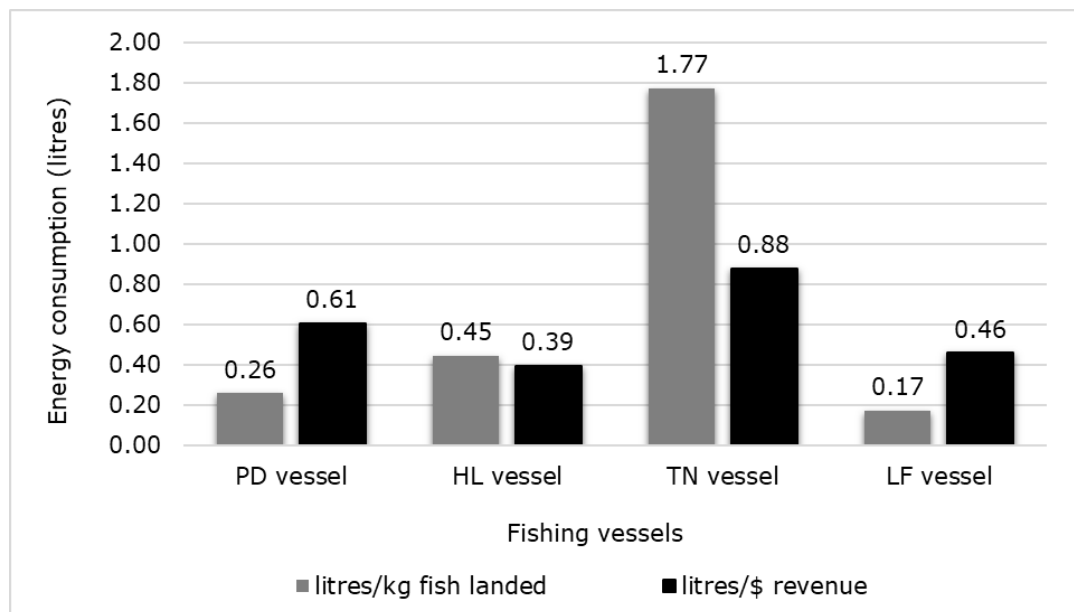 Energy consumption (litres)
2.00
1.80
1.60
1.40
1.20
1.00
0.80
0.60
0.40
0.20
0.00
0.26
0.61
0.45
0.39
1.77
0.88
0.17
0.46
PD vessel
HL vessel
TN vessel
LF vessel
Fishing vessels
litres/kg fish landed
litres/$ revenue